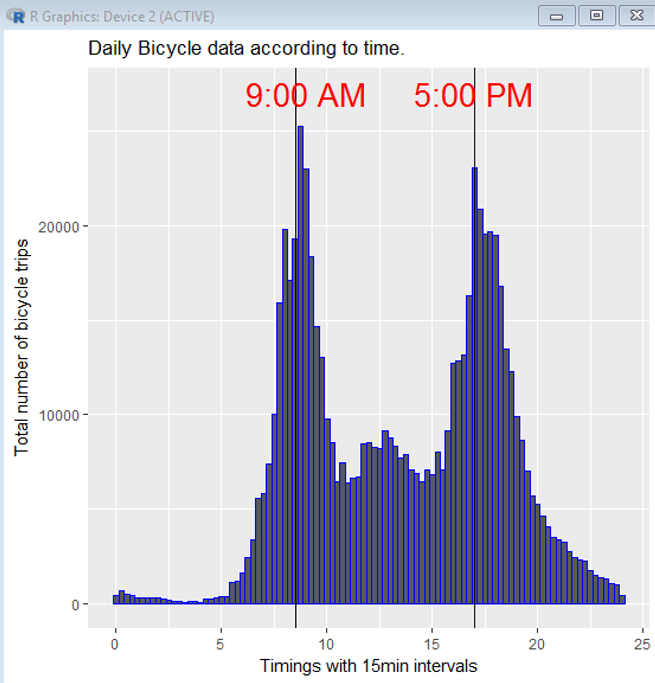 R Graphics: Device 2 (ACTIVE)
Daily Bicycle data according to time.
9:00 AM 5:00 PM
20000
10000
0
Total number of bicycle trips
0 5 10 15 20 25
Timings with 15min intervals